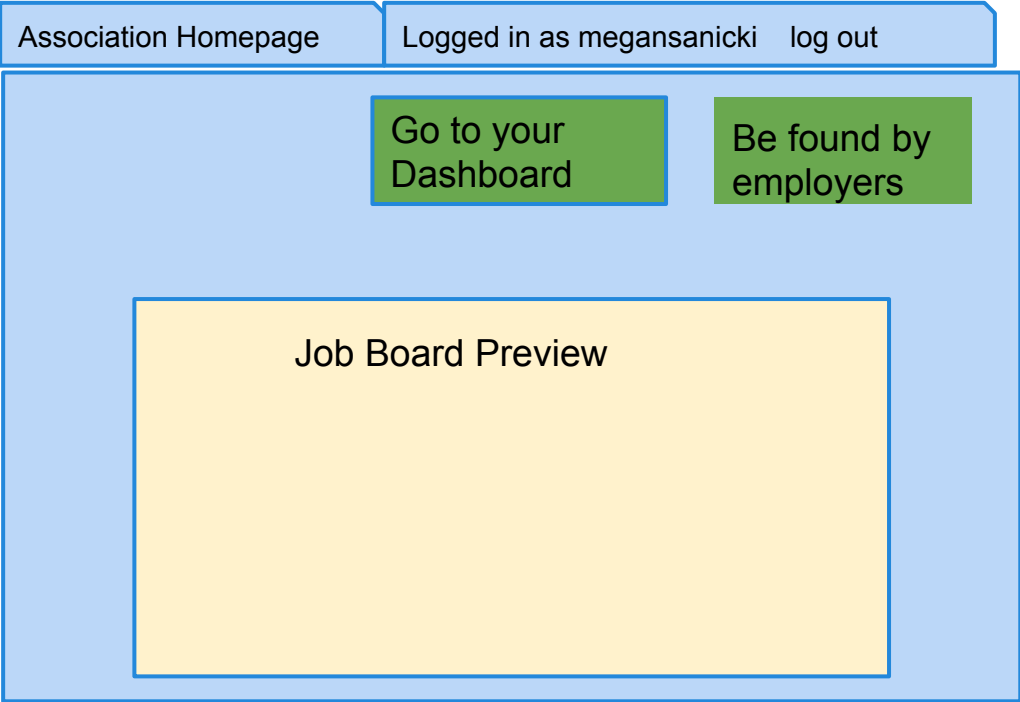 Association Homepage
Logged in as megansanicki log out
Go to your
Dashboard
Be found by
employers
Job Board Preview